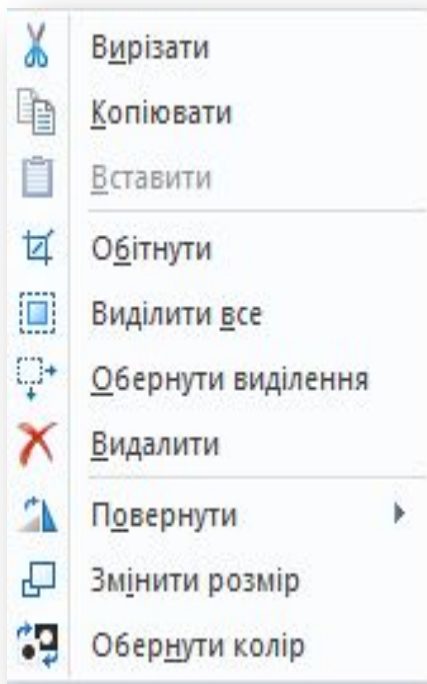 Вирізати
Копіювати
Вставити
Обітнути
Виділити все
Обернути виділення
Видалити
Повернути
Змінити розмір
Обернути колір